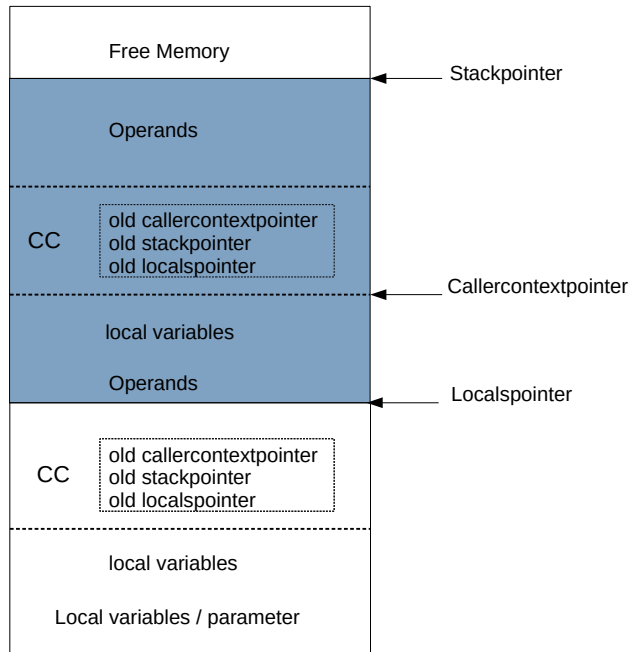 Free Memory
Stackpointer
Operands
CC
old callercontextpointer
old stackpointer
old localspointer
Callercontextpointer
local variables
Operands
Localspointer
CC
old callercontextpointer
old stackpointer
old localspointer
local variables
Local variables / parameter